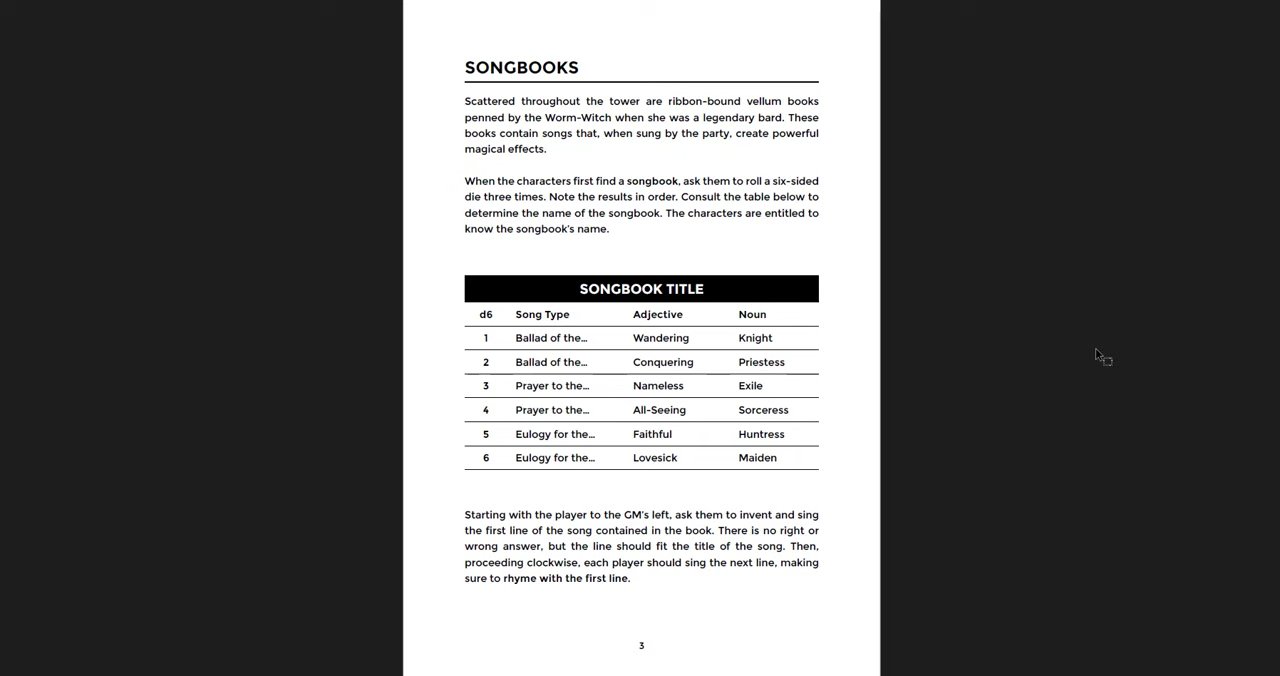 SONGBOOKS
Scattered throughout the tower are ribbon-bound vellum books
penned by the Worm-Witch when she was a legendary bard. These
books contain songs that, when sung by the party, create powerful
magical effects.
When the characters first find a songbook, ask them to roll a six-sided
die three times. Note the results in order. Consult the table below to
determine the name of the songbook. The characters are entitled to
know the songbook's name.
SONGBOOK TITLE
d6 Song Type Adjective Noun
1 Ballad of the... Wandering Knight
2 Ballad of the... Conquering Priestess
3 Prayer to the... Nameless Exile
4 Prayer to the... All-Seeing Sorceress
5 Eulogy for the... Faithful Huntress
6 Eulogy for the... Lovesick Maiden
Starting with the player to the GM's left, ask them to invent and sing
the first line of the song contained in the book. There is no right or
wrong answer, but the line should fit the title of the song. Then,
proceeding clockwise, each player should sing the next line, making
sure to rhyme with the first line.
3